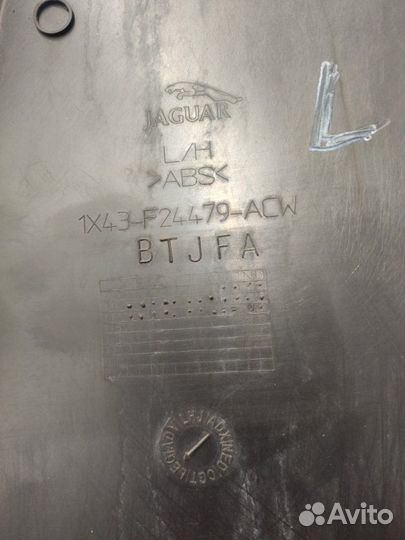 JAGUAR
L/H
>ABS<
1X43-F24479-ACW
BTJFA
L
Avito